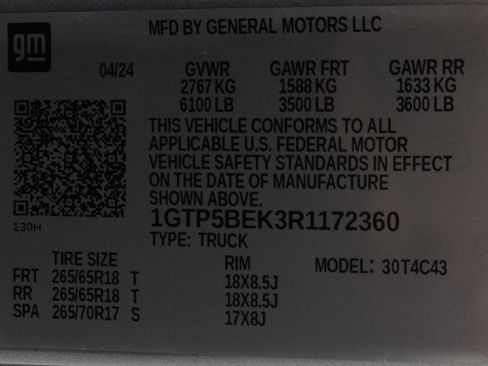 gm
MFD BY GENERAL MOTORS LLC
04/24 GVWR GAWR FRT GAWR RR
2767 KG 1588 KG 1633 KG
6100 LB 3500 LB 3600 LB
THIS VEHICLE CONFORMS TO ALL
APPLICABLE U.S. FEDERAL MOTOR
VEHICLE SAFETY STANDARDS IN EFFECT
ON THE DATE OF MANUFACTURE
SHOWN ABOVE.
1GTP5BEK3R1172360
130H
TYPE: TRUCK
TIRE SIZE RIM MODEL: 30T4C43
FRT 265/65R18 T 18X8.5J
RR 265/65R18 T 18X8.5J
SPA 265/70R17 S 17X8J